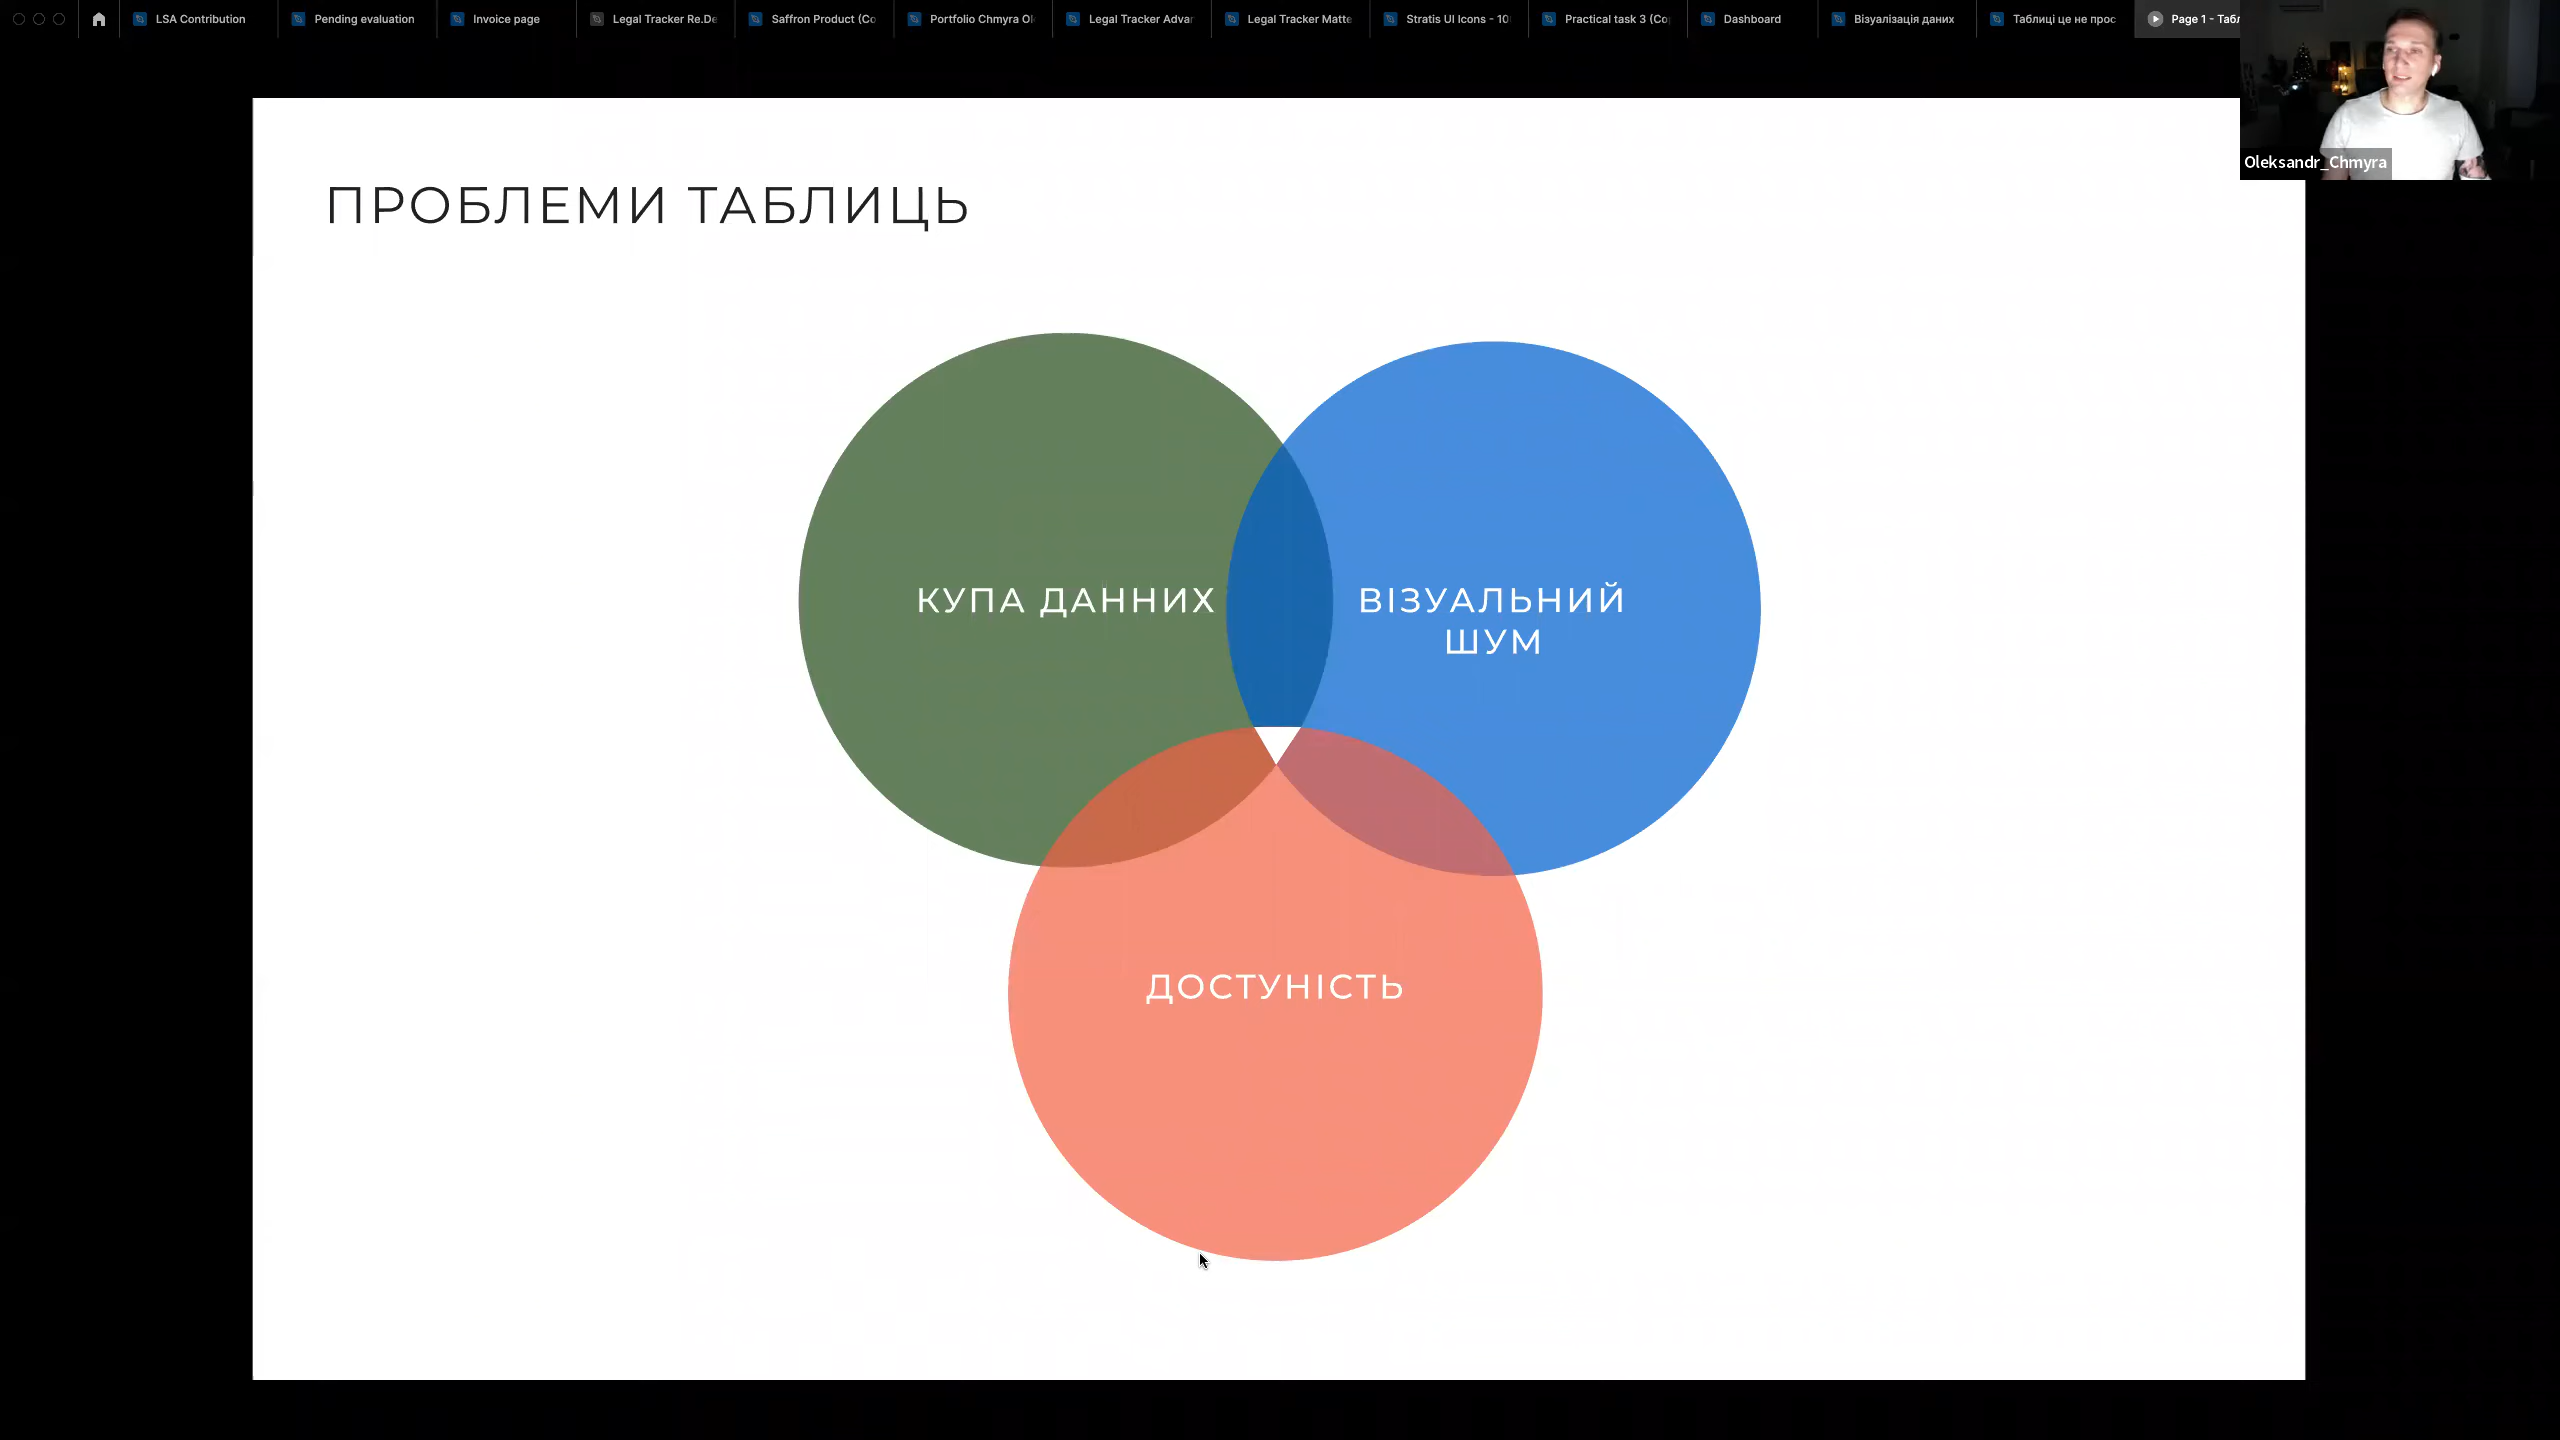 LSA Contribution
Pending evaluation
Invoice page
Legal Tracker Re.De
Saffron Product (Co
Portfolio Chmyra Ol
Legal Tracker Advar
Legal Tracker Matte
Stratis UI Icons - 10
Practical task 3 (Co
Dashboard
Візуалізація даних
Таблиці це не прос
Page 1 - Табл
Oleksandr_Chmyra
ПРОБЛЕМИ ТАБЛИЦЬ
КУПА ДАННИХ
ВІЗУАЛЬНИЙ
ШУМ
ДОСТУНІСТЬ